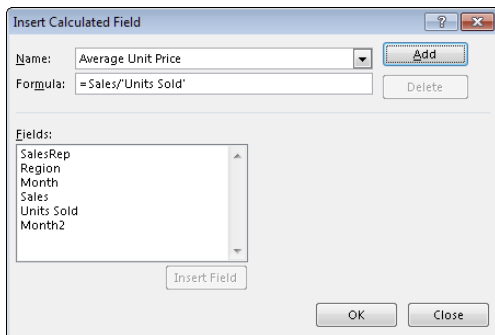 Insert Calculated Field
?
Name: Average Unit Price Add
Formula: =Sales/'Units Sold' Delete
Fields:
SalesRep
Region
Month
Sales
Units Sold
Month2
Insert Field
OK Close